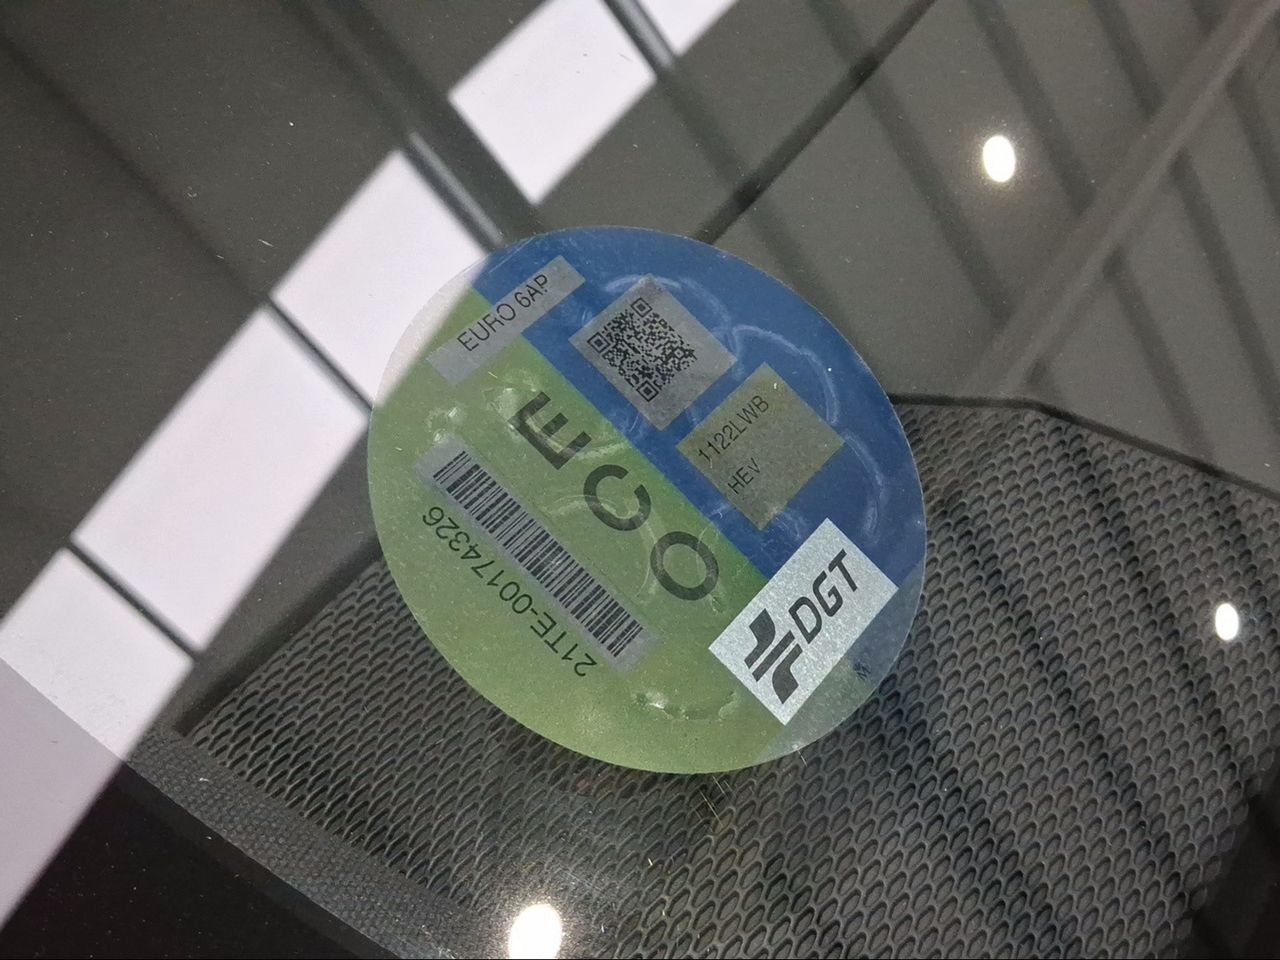 EURO 6AP
1122LWB
HEV
ECO
21TE-00174326
DGT